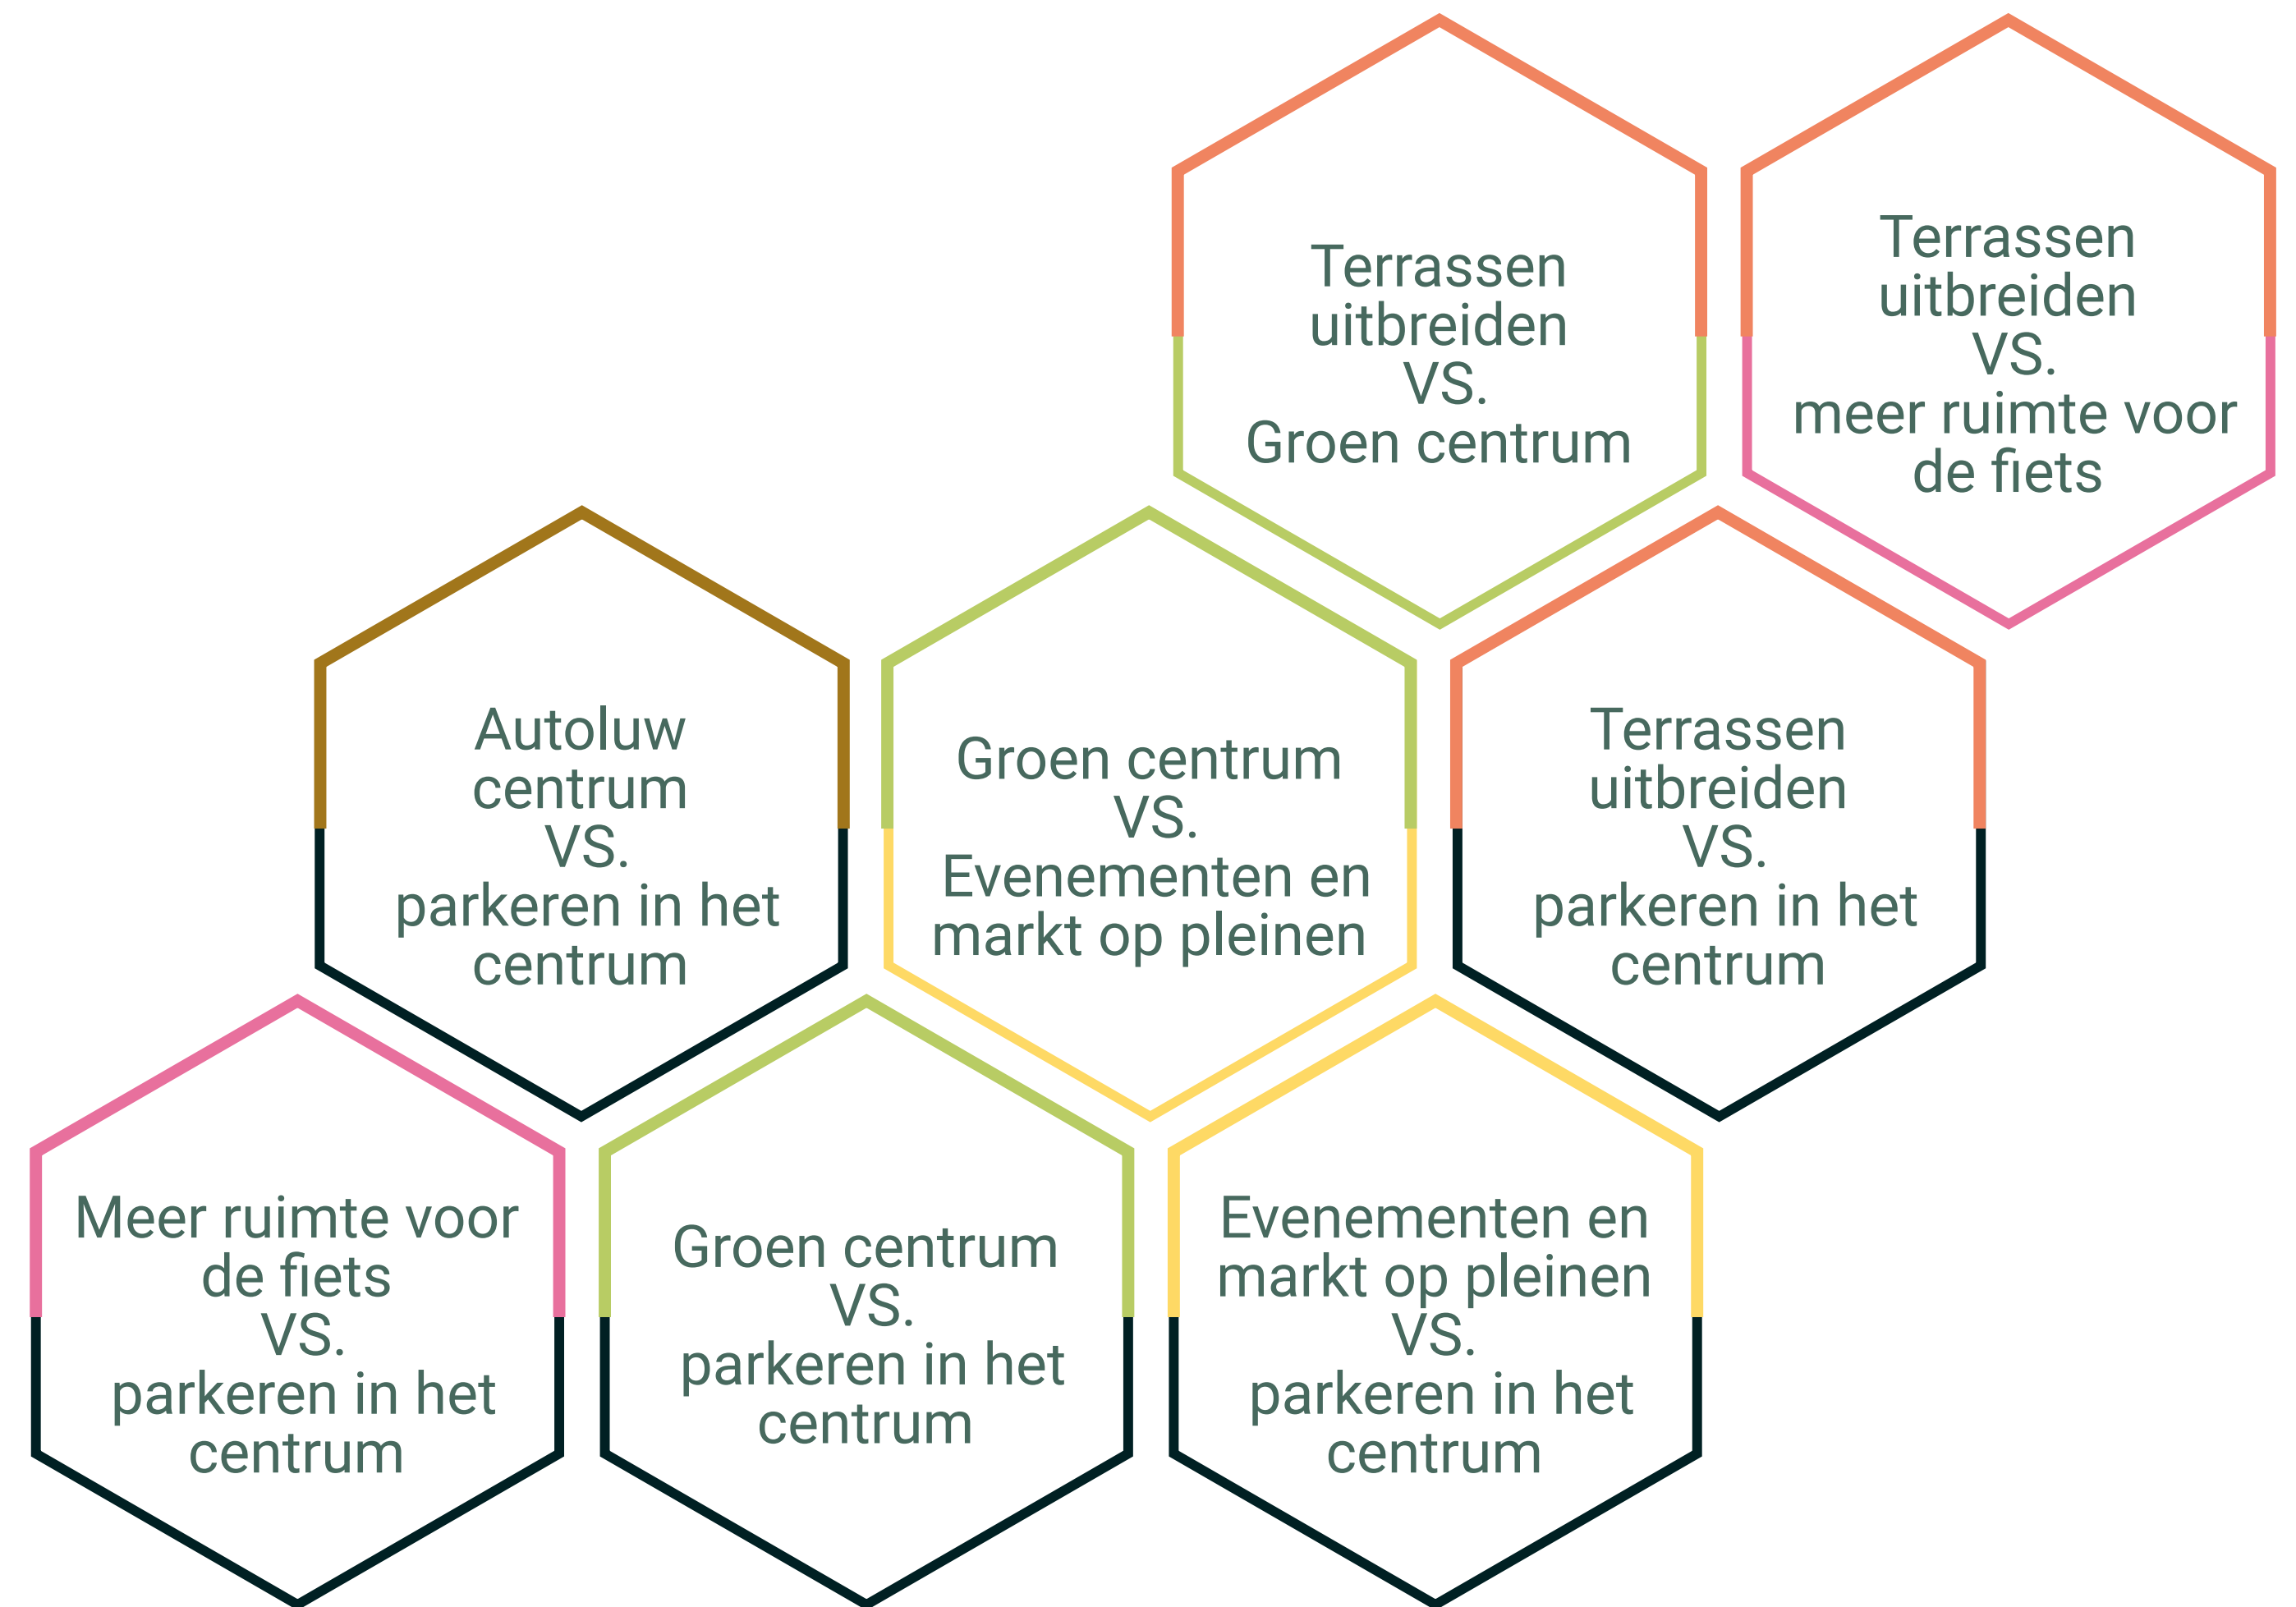 Terrassen
uitbreiden
VS.
Groen centrum
Terrassen
uitbreiden
VS.
meer ruimte voor
de fiets
Autoluw
centrum
VS.
parkeren in het
centrum
Groen centrum
VS.
Evenementen en
markt op pleinen
Terrassen
uitbreiden
VS.
parkeren in het
centrum
Meer ruimte voor
de fiets
VS.
parkeren in het
centrum
Groen centrum
VS.
parkeren in het
centrum
Evenementen en
markt op pleinen
VS.
parkeren in het
centrum